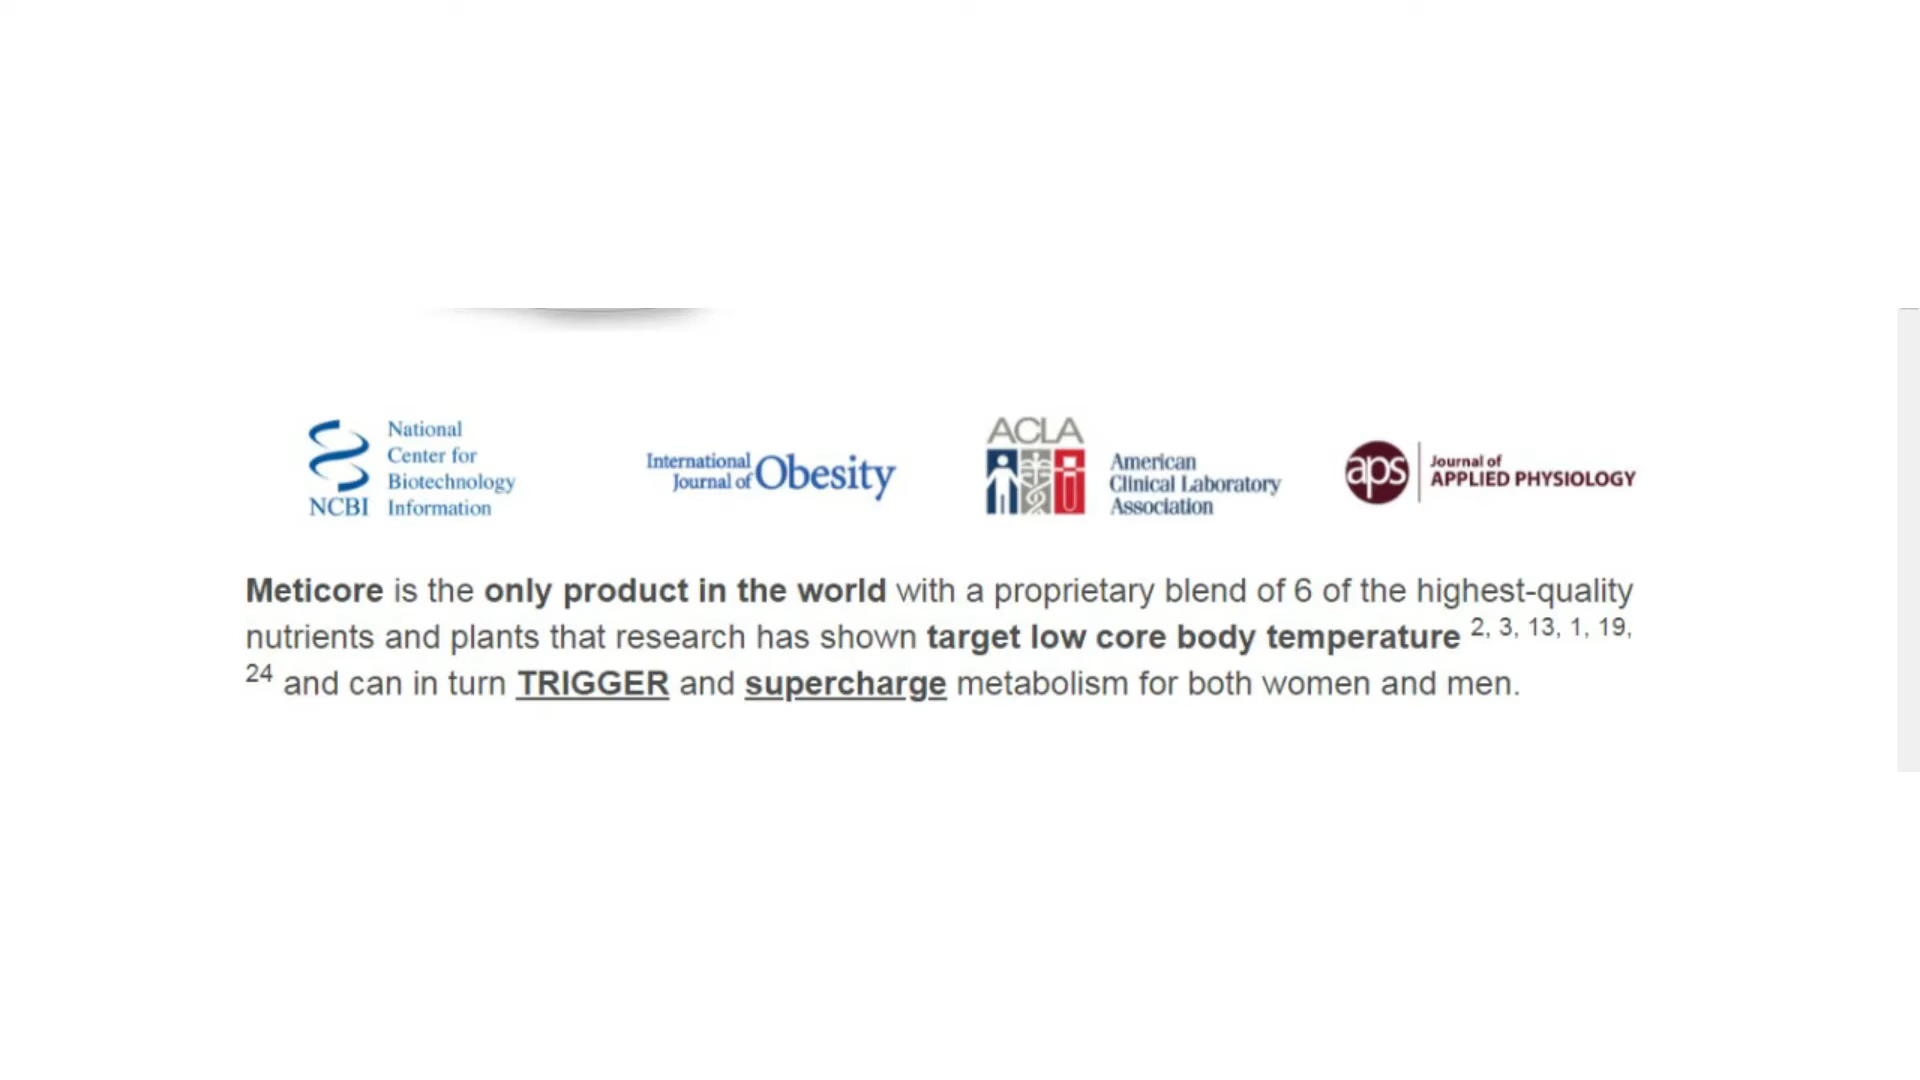 National
Center for
Biotechnology
NCBI Information
International
Journal of Obesity
ACLA
American
Clinical Laboratory
Association
aps Journal of
APPLIED PHYSIOLOGY
Meticore is the only product in the world with a proprietary blend of 6 of the highest-quality
nutrients and plants that research has shown target low core body temperature 2, 3, 13, 1, 19,
24 and can in turn TRIGGER and supercharge metabolism for both women and men.